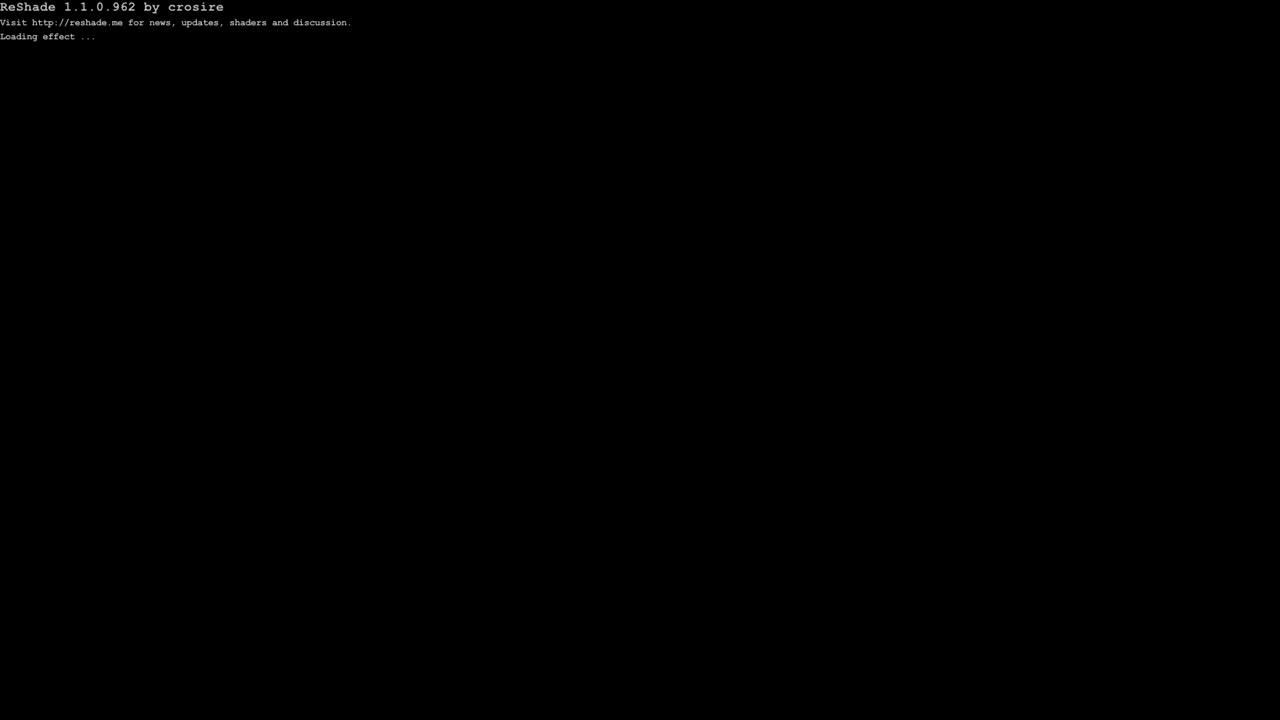 ReShade 1.1.0.962 by crosire
Visit http://reshade.me for news, updates, shaders and discussion.
Loading effect ...